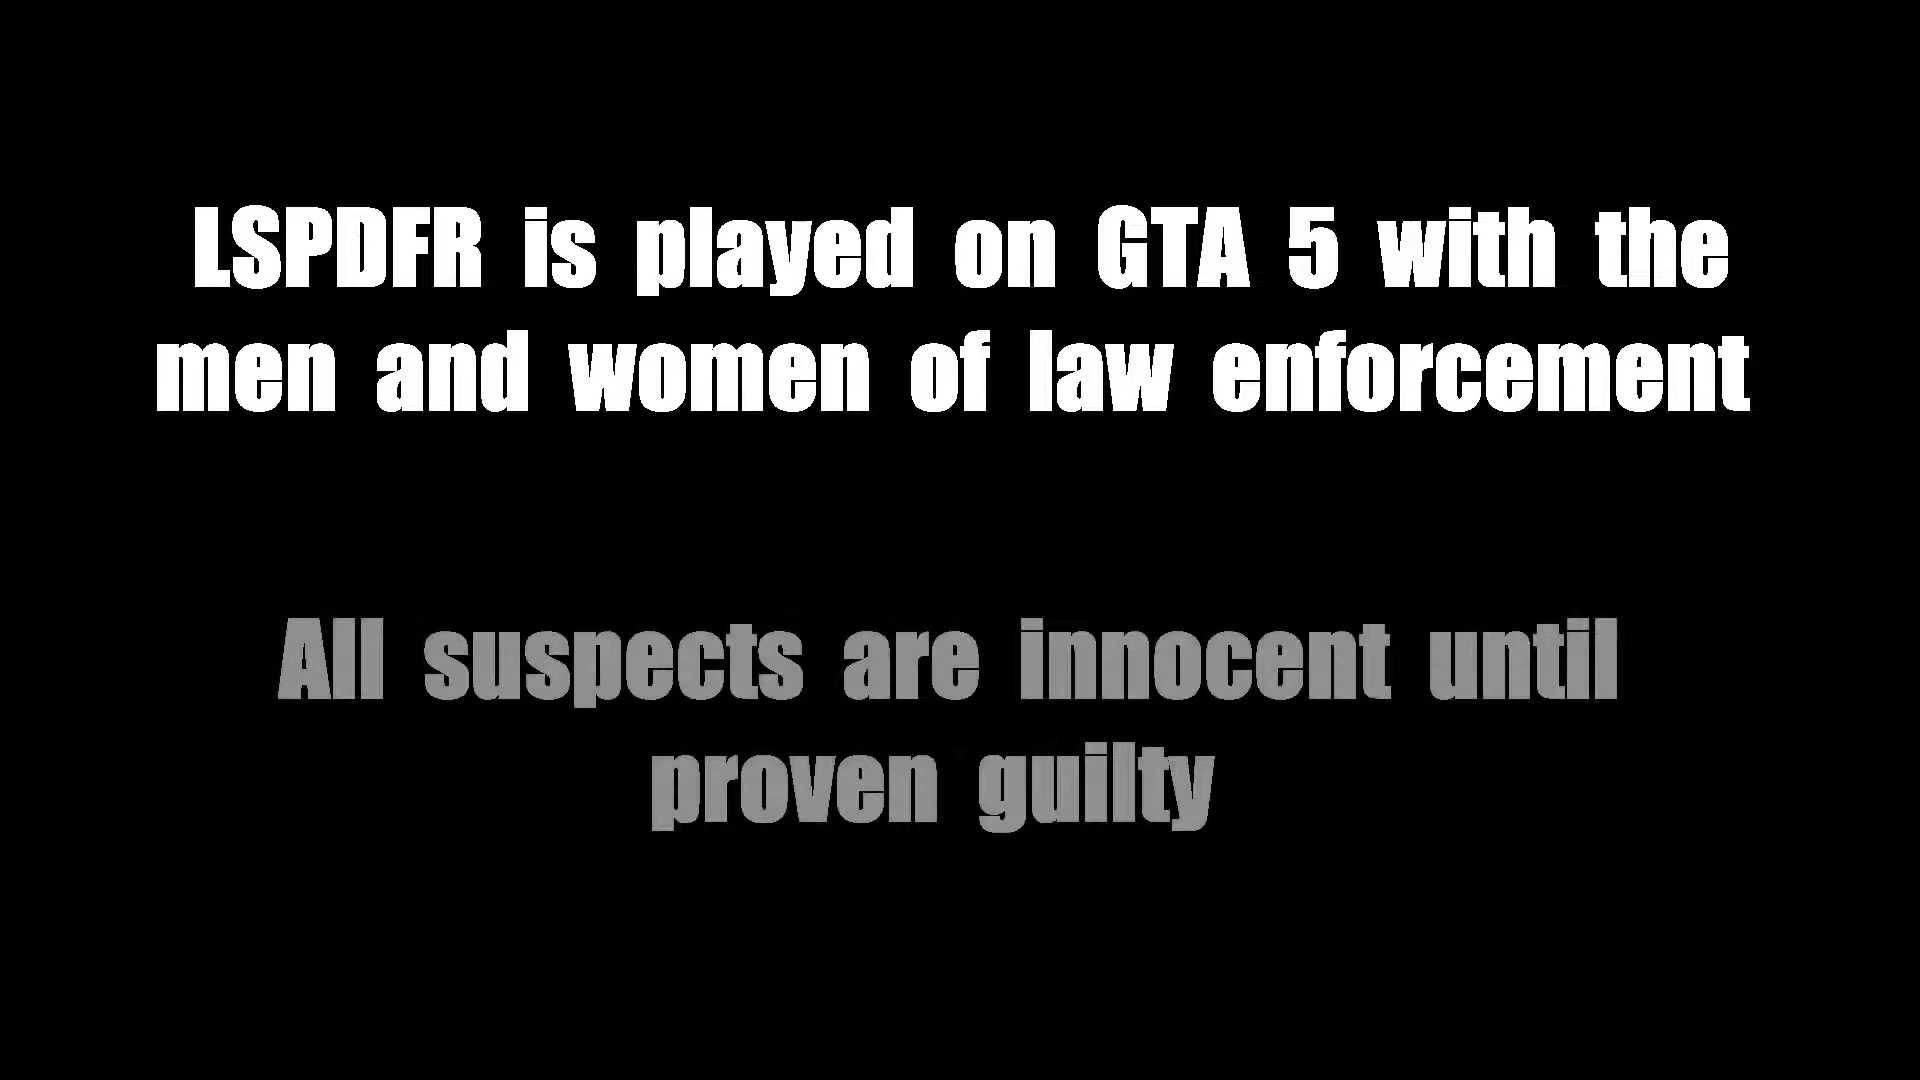 LSPDFR is played on GTA 5 with the
men and women of law enforcement
All suspects are innocent until
proven guilty